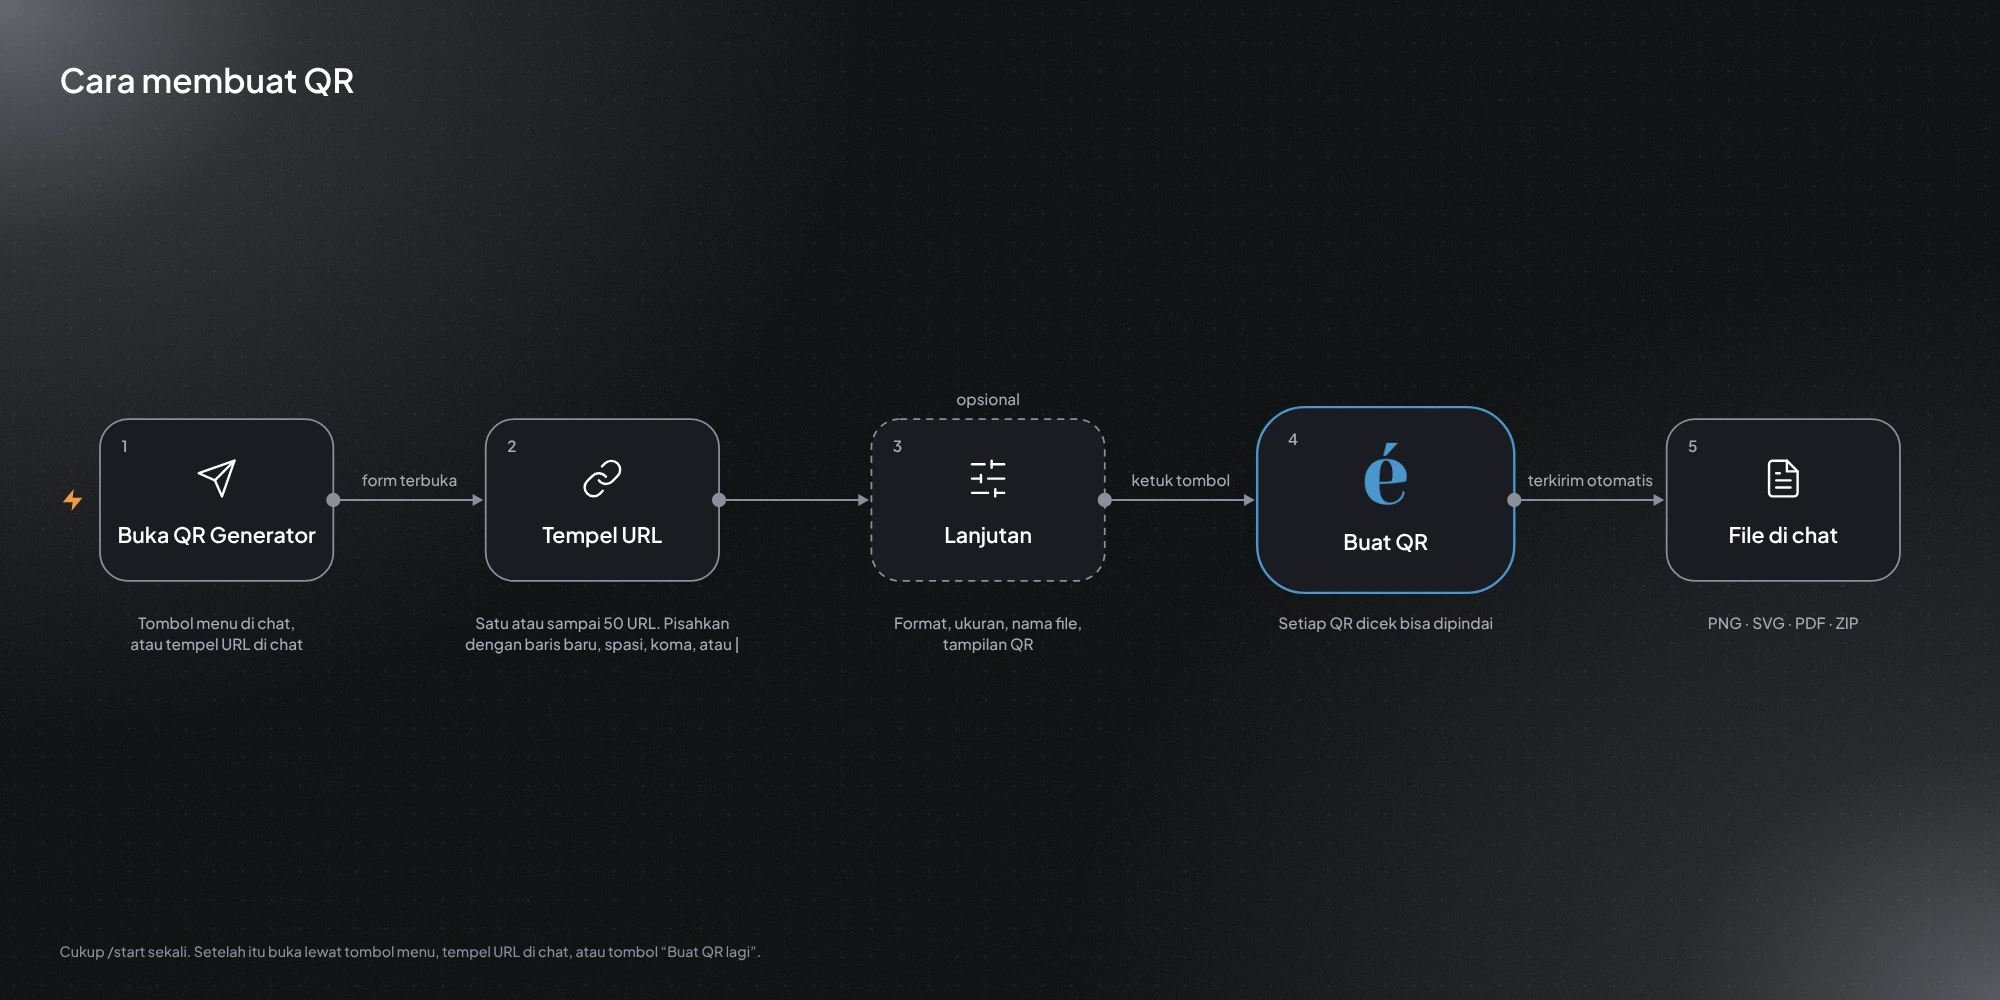 Cara membuat QR
1
Buka QR Generator
Tombol menu di chat,
atau tempel URL di chat
form terbuka
2
Tempel URL
Satu atau sampai 50 URL. Pisahkan
dengan baris baru, spasi, koma, atau |
opsional
3
Lanjutan
Format, ukuran, nama file,
tampilan QR
ketuk tombol
4
é
Buat QR
Setiap QR dicek bisa dipindai
terkirim otomatis
5
File di chat
PNG · SVG · PDF · ZIP
Cukup /start sekali. Setelah itu buka lewat tombol menu, tempel URL di chat, atau tombol “Buat QR lagi”.